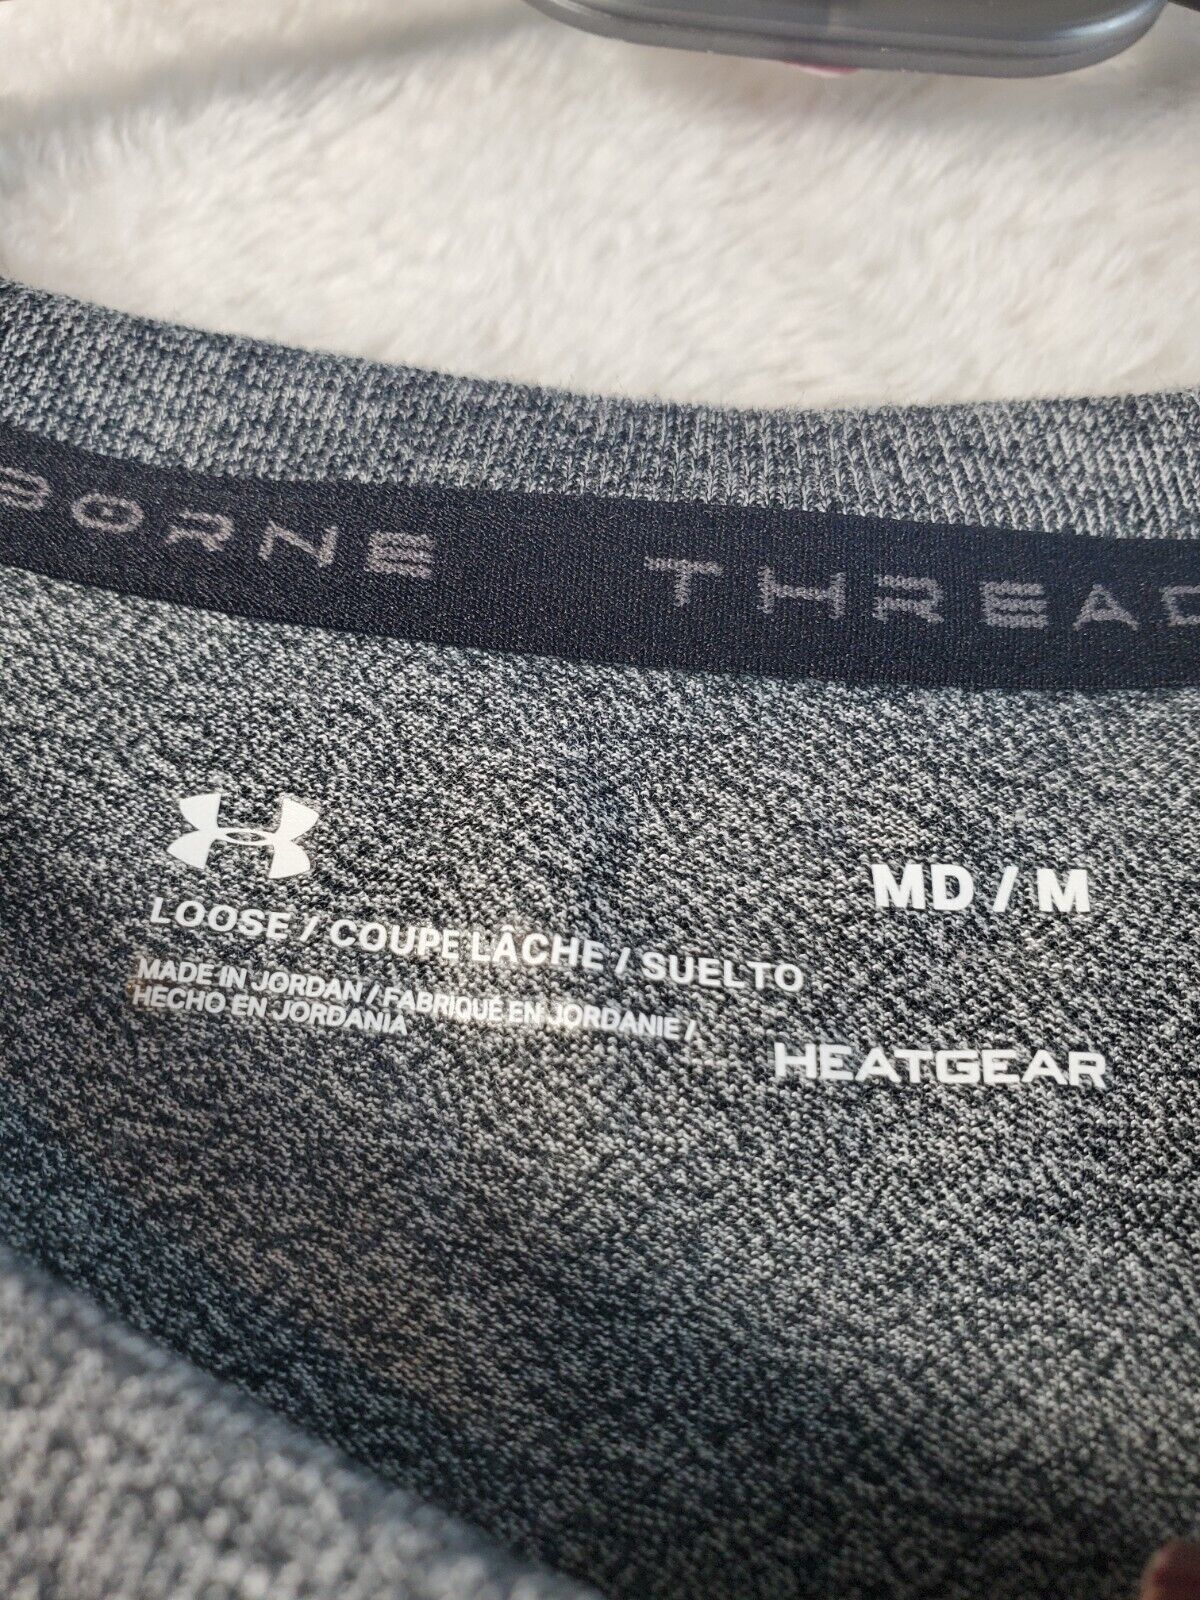 BORNE THREAD
MD / M
LOOSE / COUPE LÂCHE / SUELTO
MADE IN JORDAN / FABRIQUÉ EN JORDANIE /
HECHO EN JORDANIA
HEATGEAR